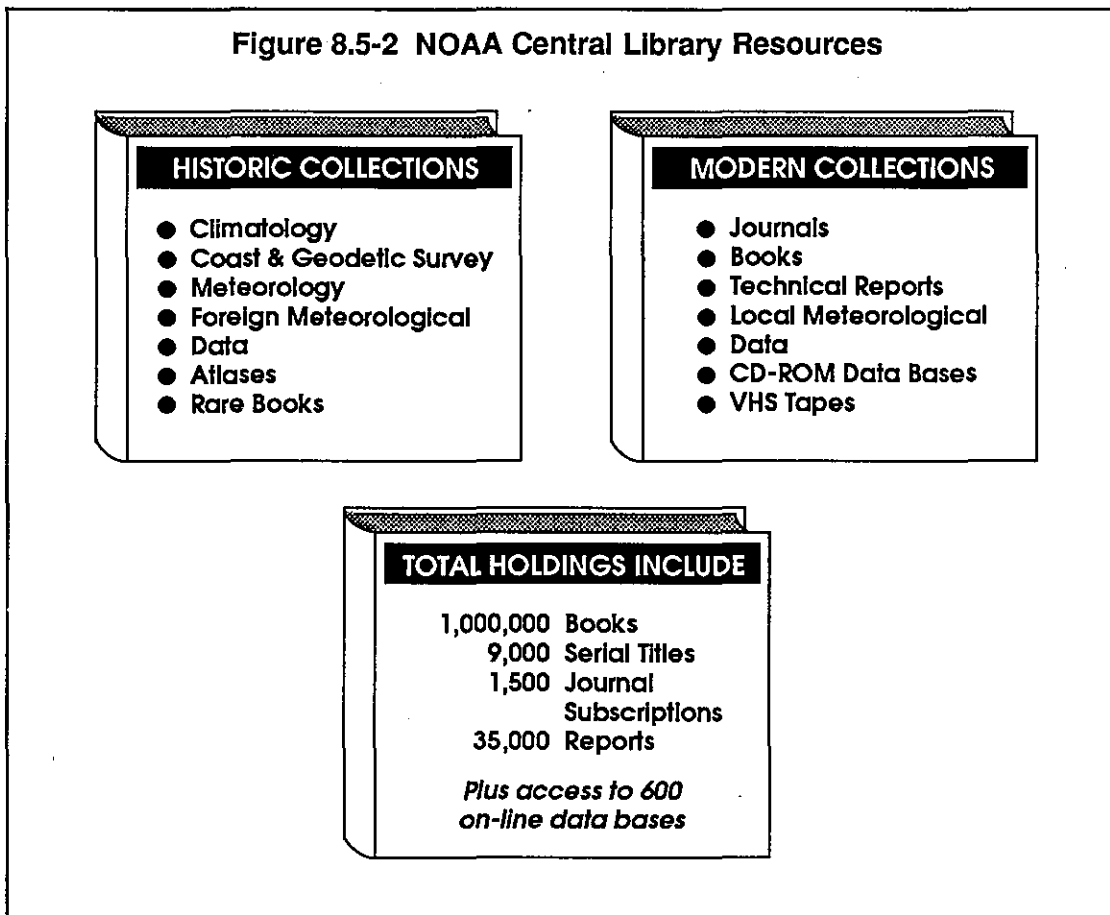 Figure 8.5-2 NOAA Central Library Resources
HISTORIC COLLECTIONS
● Climatology
● Coast & Geodetic Survey
● Meteorology
● Foreign Meteorological
● Data
● Atlases
● Rare Books
MODERN COLLECTIONS
● Journals
● Books
● Technical Reports
● Local Meteorological
● Data
● CD-ROM Data Bases
● VHS Tapes
TOTAL HOLDINGS INCLUDE
1,000,000 Books
9,000 Serial Titles
1,500 Journal
Subscriptions
35,000 Reports
Plus access to 600
on-line data bases